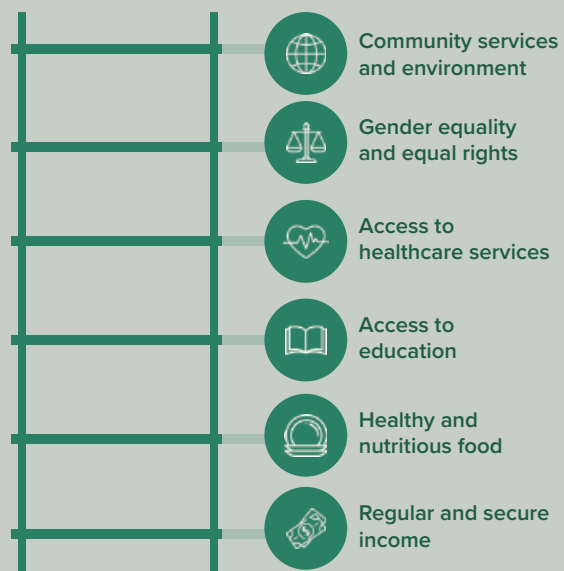 Community services
and environment
Gender equality
and equal rights
Access to
healthcare services
Access to
education
Healthy and
nutritious food
Regular and secure
income